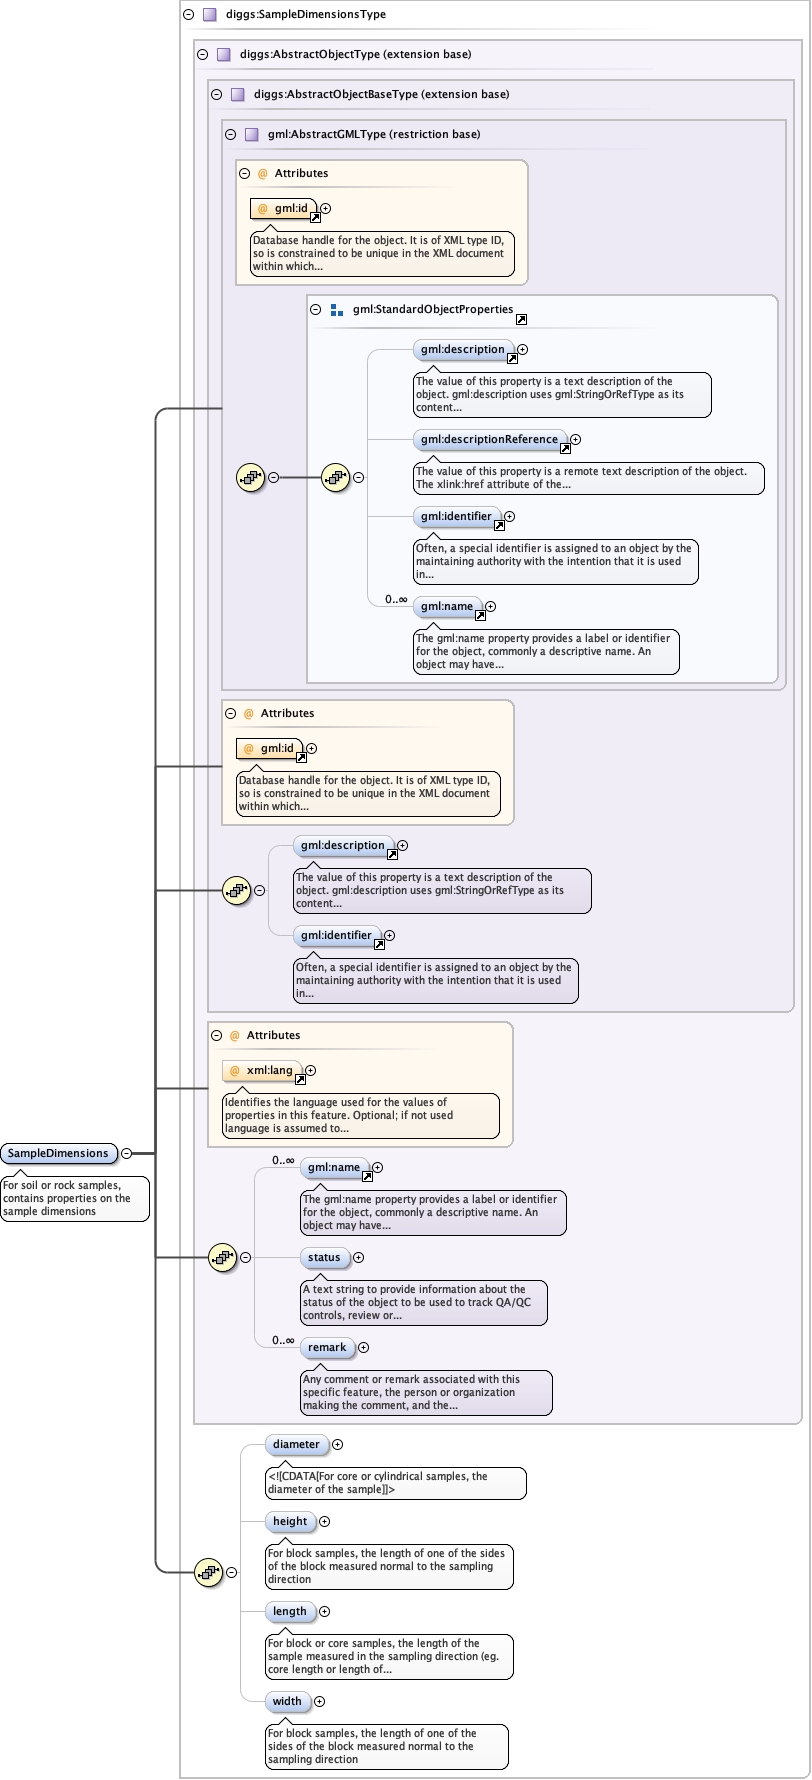 diggs:SampleDimensionsType
diggs:AbstractObjectType (extension base)
diggs:AbstractObjectBaseType (extension base)
gml:AbstractGMLType (restriction base)
@ Attributes
@ gml:id
Database handle for the object. It is of XML type ID,
so is constrained to be unique in the XML document
within which...
gml:StandardObjectProperties
gml:description
The value of this property is a text description of the
object. gml:description uses gml:StringOrRefType as its
content...
gml:descriptionReference
The value of this property is a remote text description of the object.
The xlink:href attribute of the...
gml:identifier
Often, a special identifier is assigned to an object by the
maintaining authority with the intention that it is used
in...
0..∞
gml:name
The gml:name property provides a label or identifier
for the object, commonly a descriptive name. An
object may have...
@ Attributes
@ gml:id
Database handle for the object. It is of XML type ID,
so is constrained to be unique in the XML document
within which...
gml:description
The value of this property is a text description of the
object. gml:description uses gml:StringOrRefType as its
content...
gml:identifier
Often, a special identifier is assigned to an object by the
maintaining authority with the intention that it is used
in...
@ Attributes
@ xml:lang
Identifies the language used for the values of
properties in this feature. Optional; if not used
language is assumed to...
SampleDimensions
For soil or rock samples,
contains properties on the
sample dimensions
0..∞
gml:name
The gml:name property provides a label or identifier
for the object, commonly a descriptive name. An
object may have...
status
A text string to provide information about the
status of the object to be used to track QA/QC
controls, review or...
0..∞
remark
Any comment or remark associated with this
specific feature, the person or organization
making the comment, and the...
diameter
<![CDATA[For core or cylindrical samples, the
diameter of the sample]]>
height
For block samples, the length of one of the sides
of the block measured normal to the sampling
direction
length
For block or core samples, the length of the
sample measured in the sampling direction (eg.
core length or length of...
width
For block samples, the length of one of the
sides of the block measured normal to the
sampling direction